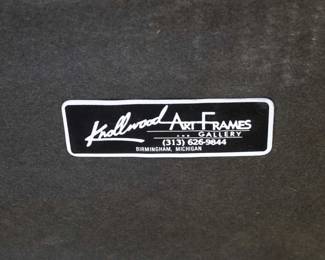 Knollwood ART FRAMES
... GALLERY
(313) 626-9844
BIRMINGHAM, MICHIGAN